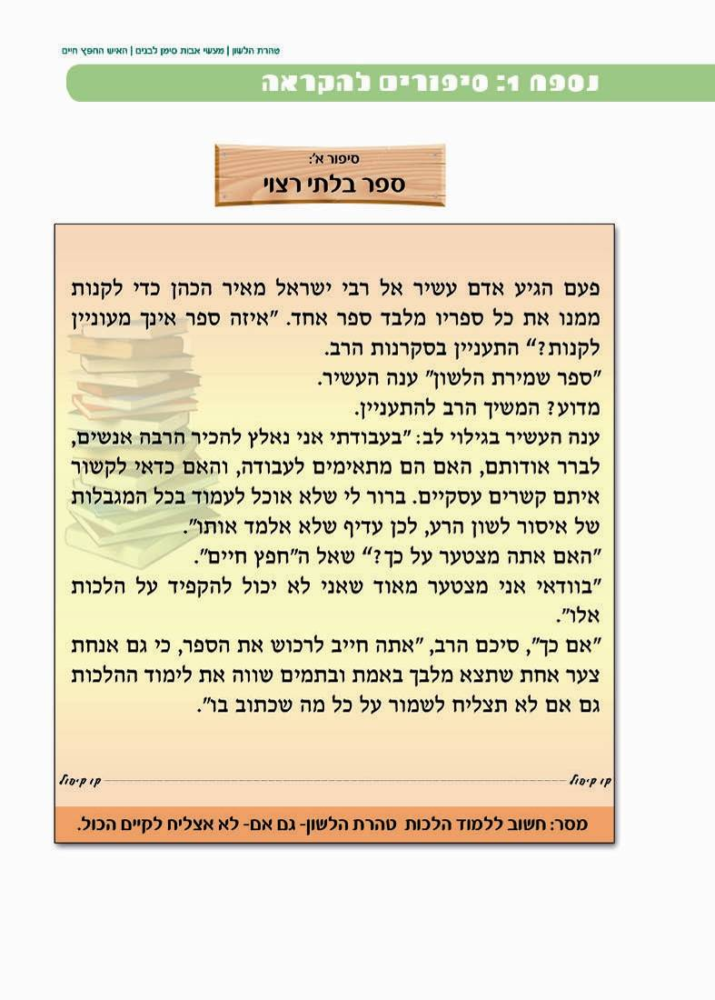 טהרת הלשון | מעשי אבות סימן לבנים | האיש החפץ חיים
נספח 1: סיפורים להקראה
סיפור א׳:
ספר בלתי רצוי
פעם הגיע אדם עשיר אל רבי ישראל מאיר הכהן כדי לקנות
ממנו את כל ספריו מלבד ספר אחד. ״איזה ספר אינך מעוניין
לקנות?״ התעניין בסקרנות הרב.
״ספר שמירת הלשון״ ענה העשיר.
מדוע? המשיך הרב להתעניין.
ענה העשיר בגילוי לב: ״בעבודתי אני נאלץ להכיר הרבה אנשים,
לברר אודותם, האם הם מתאימים לעבודה, והאם כדאי לקשור
איתם קשרים עסקיים. ברור לי שלא אוכל לעמוד בכל המגבלות
של איסור לשון הרע, לכן עדיף שלא אלמד אותו״.
״האם אתה מצטער על כך?״ שאל ה״חפץ חיים״.
״בוודאי אני מצטער מאוד שאני לא יכול להקפיד על הלכות
אלו״.
״אם כך״, סיכם הרב, ״אתה חייב לרכוש את הספר, כי גם אנחת
צער אחת שתצא מלבך באמת ובתמים שווה את לימוד ההלכות
גם אם לא תצליח לשמור על כל מה שכתוב בו״.
קו קיפול קו קיפול
מסר: חשוב ללמוד הלכות טהרת הלשון- גם אם- לא אצליח לקיים הכול.